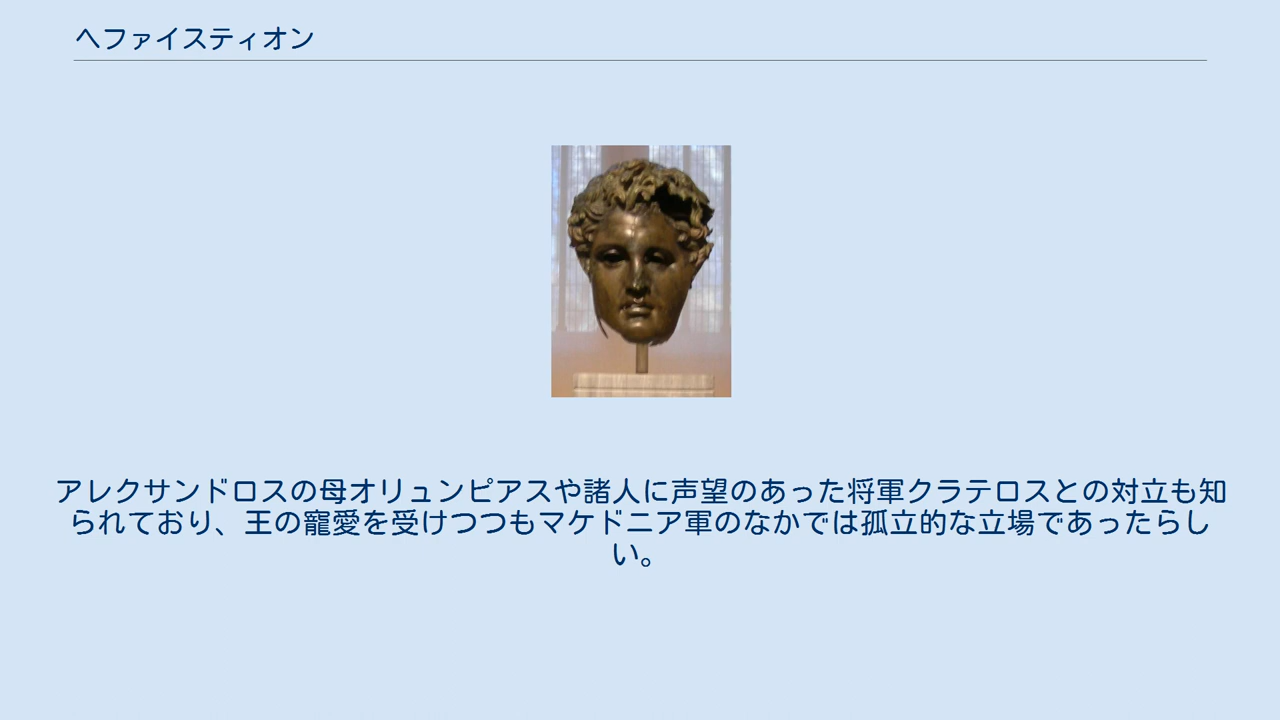 ヘファイスティオン
アレクサンドロスの母オリュンピアスや諸人に声望のあった将軍クラテロスとの対立も知
られており、王の寵愛を受けつつもマケドニア軍のなかでは孤立的な立場であったらし
い。